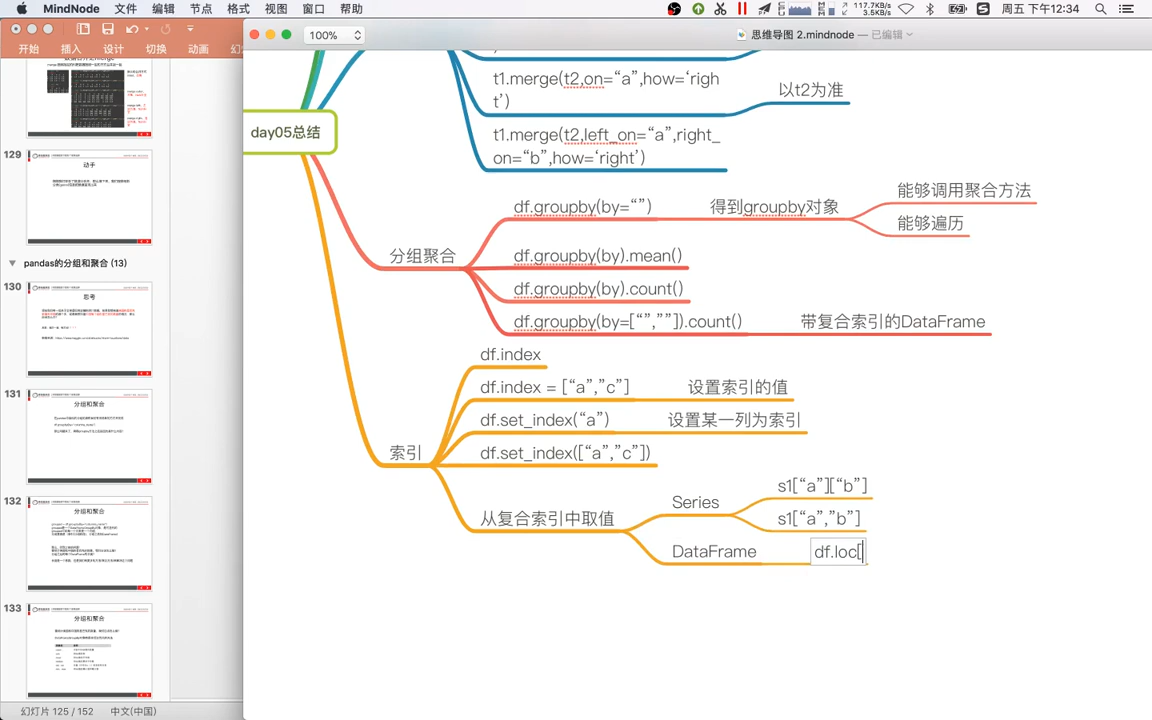 MindNode 文件 编辑 节点 格式 视图 窗口 帮助
117.7KB/s
3.5KB/s
周五 下午12:34
开始 插入 设计 切换 动画
100%
思维导图 2.mindnode — 已编辑
t1.merge(t2,on=“a”,how=‘righ
t’)
以t2为准
t1.merge(t2,left_on=“a”,right_
on=“b”,how=‘right’)
day05总结
分组聚合
df.groupby(by=“”)
得到groupby对象
能够调用聚合方法
能够遍历
df.groupby(by).mean()
df.groupby(by).count()
df.groupby(by=[“”,””]).count()
带复合索引的DataFrame
索引
df.index
df.index = [“a”,”c”]
设置索引的值
df.set_index(“a”)
设置某一列为索引
df.set_index([“a”,”c”])
从复合索引中取值
Series
s1[“a”][“b”]
s1[“a”,”b”]
DataFrame
df.loc[
129
动手
pandas的分组和聚合 (13)
130
思考
131
分组和聚合
132
分组和聚合
133
分组和聚合
幻灯片 125 / 152 中文(中国)